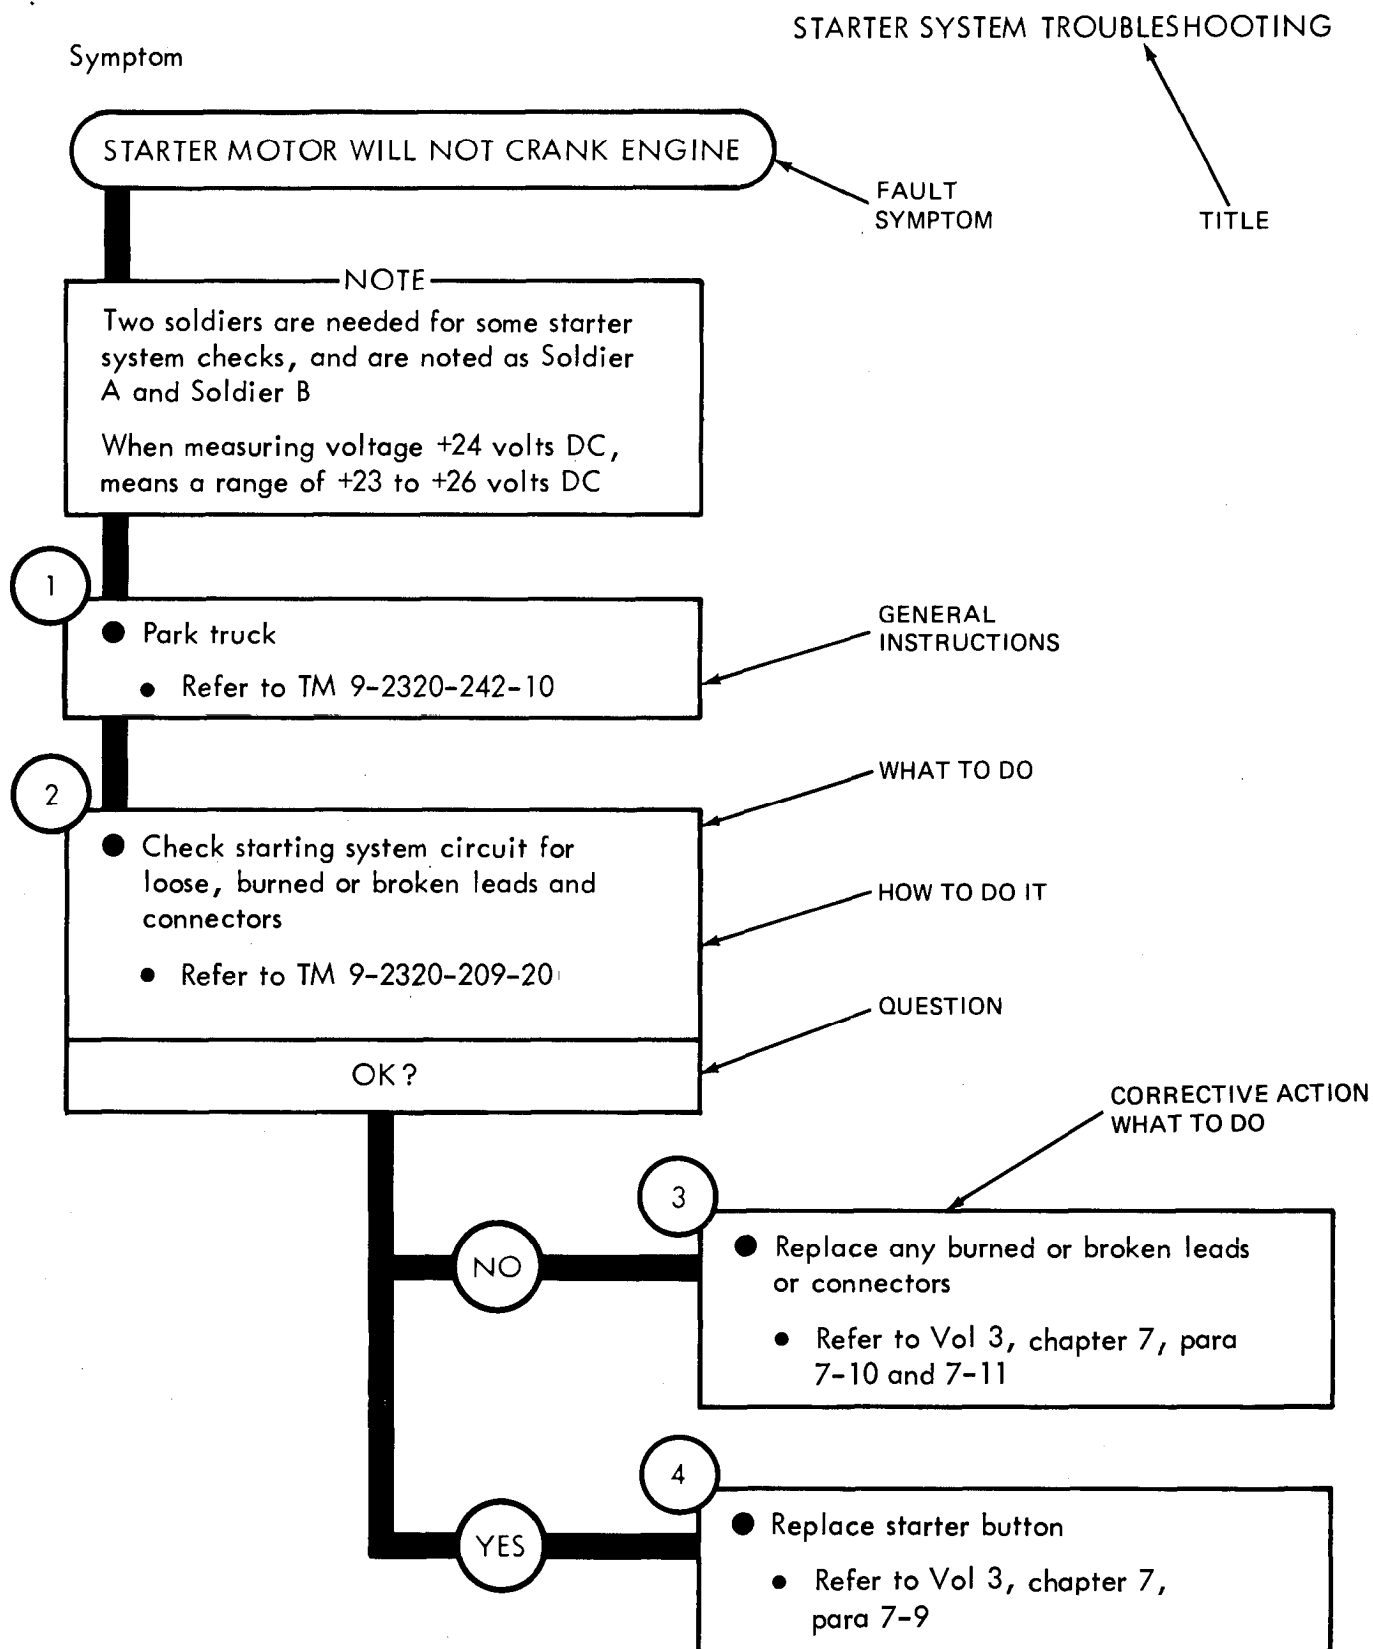 STARTER SYSTEM TROUBLESHOOTING
Symptom
STARTER MOTOR WILL NOT CRANK ENGINE
FAULT
SYMPTOM
TITLE
NOTE
Two soldiers are needed for some starter
system checks, and are noted as Soldier
A and Soldier B
When measuring voltage +24 volts DC,
means a range of +23 to +26 volts DC
1
● Park truck
● Refer to TM 9-2320-242-10
GENERAL
INSTRUCTIONS
2
● Check starting system circuit for
loose, burned or broken leads and
connectors
● Refer to TM 9-2320-209-20
WHAT TO DO
HOW TO DO IT
OK?
QUESTION
CORRECTIVE ACTION
WHAT TO DO
NO
3
● Replace any burned or broken leads
or connectors
● Refer to Vol 3, chapter 7, para
7-10 and 7-11
YES
4
● Replace starter button
● Refer to Vol 3, chapter 7,
para 7-9